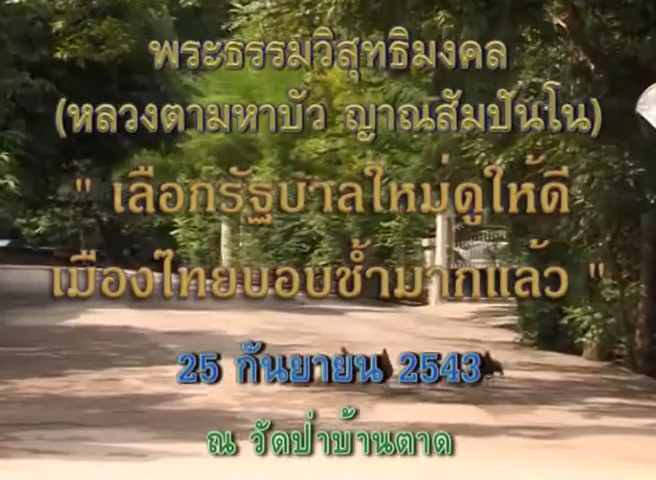 พระธรรมวิสุทธิมงคล
(หลวงตามหาบัว ญาณสัมปันโน)
" เลือกรัฐบาลใหม่ดูให้ดี
เมืองไทยบอบช้ำมากแล้ว "
25 กันยายน 2543
ณ วัดป่าบ้านตาด